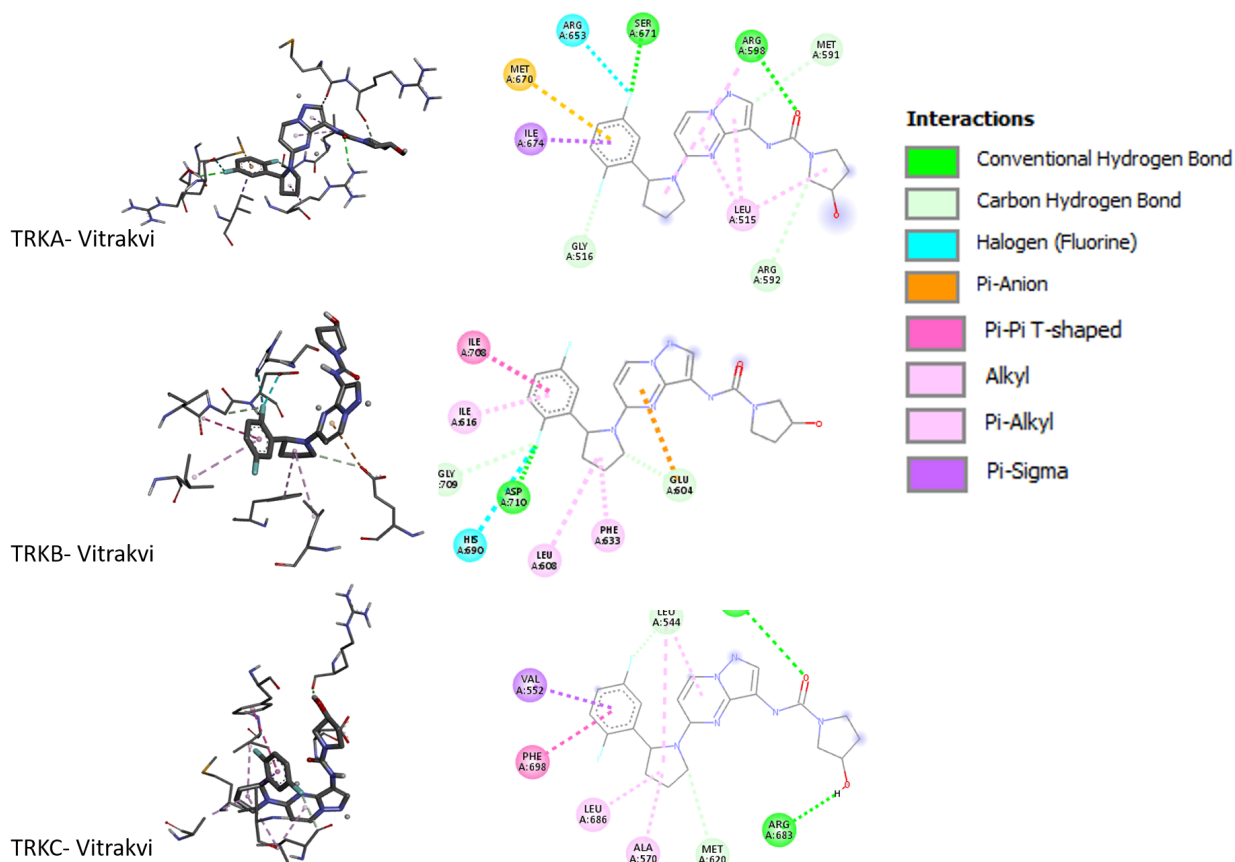 ARG
A:653
SER
A:671
ARG
A:598
MET
A:591
MET
A:670
ILE
A:674
N
N
N
N
N
N
O
N
O
LEU
A:515
GLY
A:516
ARG
A:592
TRKA- Vitrakvi
Interactions
Conventional Hydrogen Bond
Carbon Hydrogen Bond
Halogen (Fluorine)
Pi-Anion
Pi-Pi T-shaped
Alkyl
Pi-Alkyl
Pi-Sigma
ILE
A:708
ILE
A:616
GLY
A:709
ASP
A:710
HIS
A:690
LEU
A:608
PHE
A:633
GLU
A:604
N
N
N
N
N
O
N
O
TRKB- Vitrakvi
LEU
A:544
VAL
A:552
PHE
A:698
LEU
A:686
ALA
A:570
MET
A:620
ARG
A:683
N
N
N
N
N
O
N
O
H
TRKC- Vitrakvi